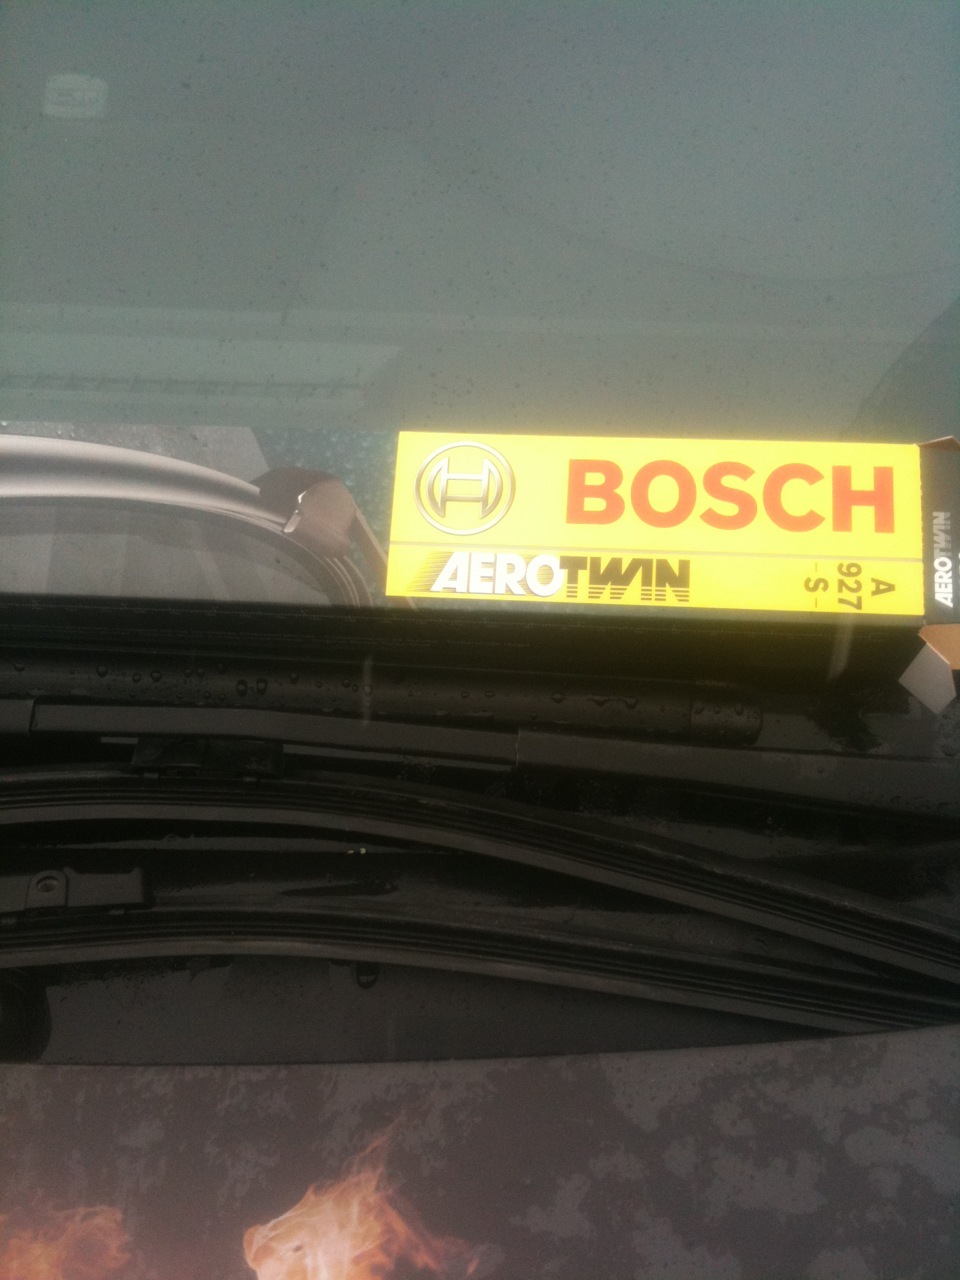 BOSCH
AEROTWIN
A
927
-S-
AEROTWIN